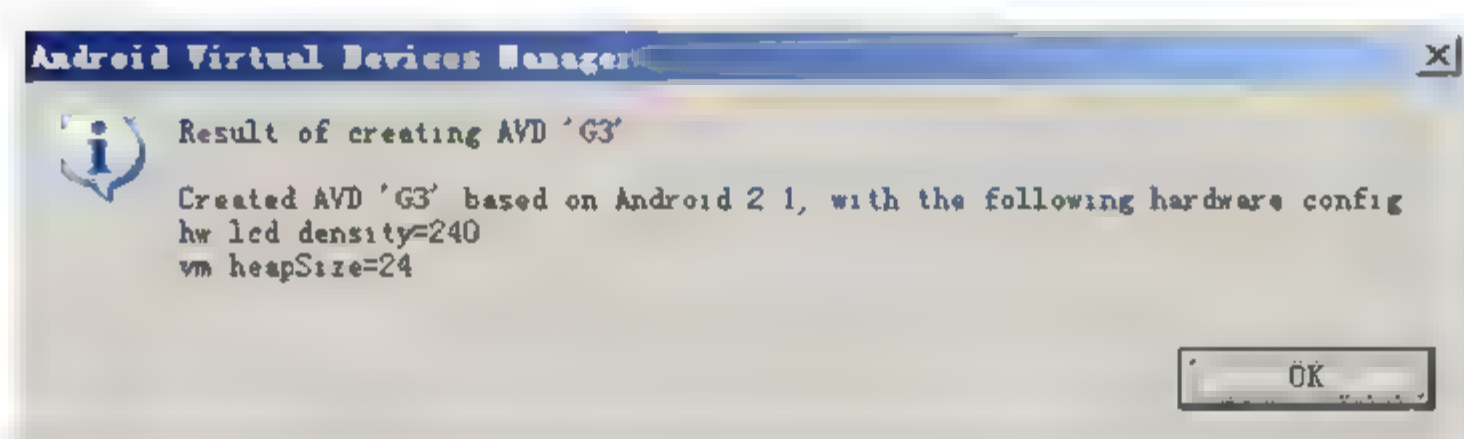 Android Virtual Devices Manager
Result of creating AVD 'G3'
Created AVD 'G3' based on Android 2 1, with the following hardware config
hw lcd density=240
vm heapSize=24
OK